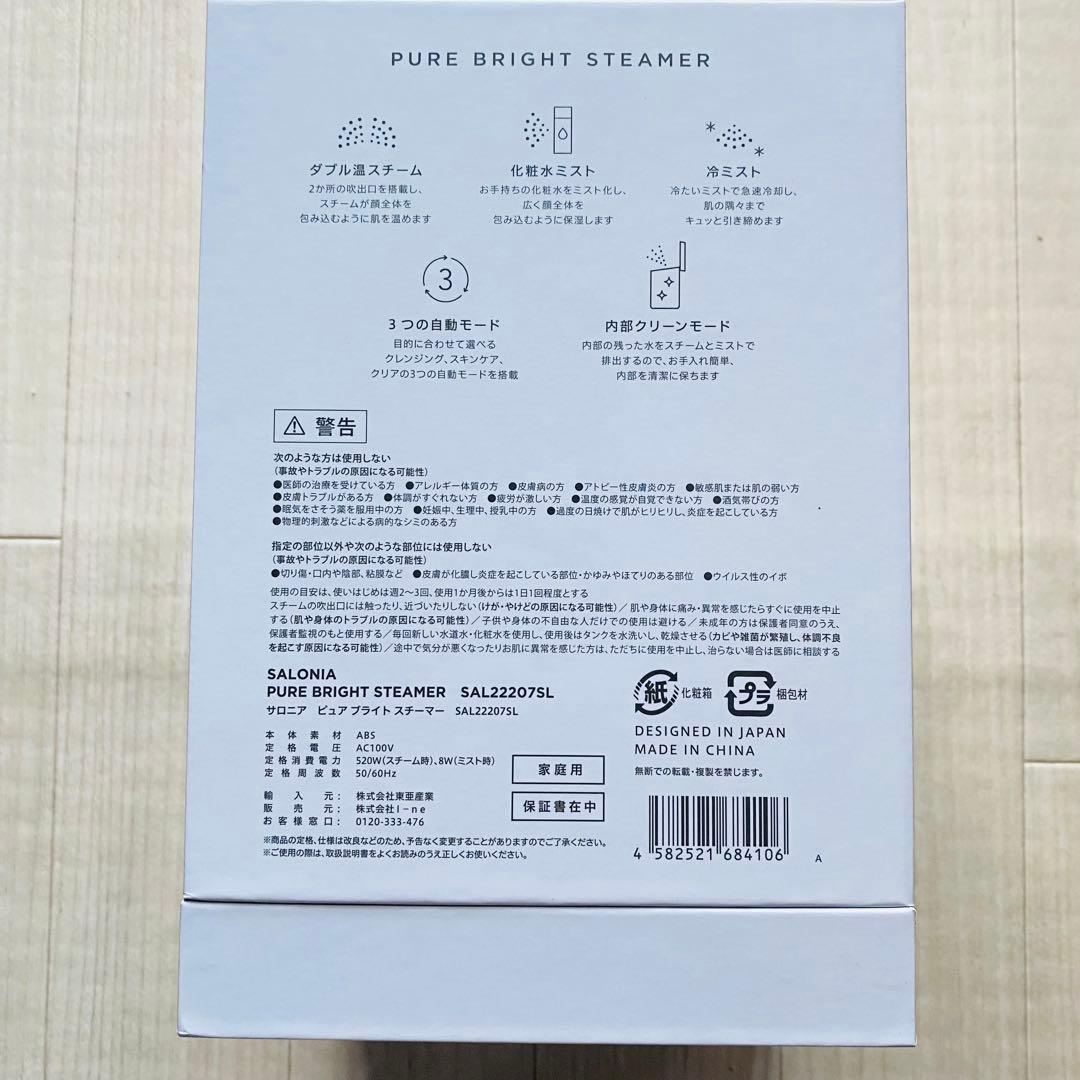 PURE BRIGHT STEAMER
ダブル温スチーム
2か所の吹出口を搭載し、
スチームが顔全体を
包み込むように肌を温めます
化粧水ミスト
お手持ちの化粧水をミスト化し、
広く顔全体を
包み込むように保湿します
冷ミスト
冷たいミストで急速冷却し、
肌の隅々まで
キュッと引き締めます
3
3つの自動モード
目的に合わせて選べる
クレンジング、スキンケア、
クリアの3つの自動モードを搭載
内部クリーンモード
内部の残った水をスチームとミストで
排出するので、お手入れ簡単、
内部を清潔に保ちます
警告
次のような方は使用しない
(事故やトラブルの原因になる可能性)
●医師の治療を受けている方 ●アレルギー体質の方 ●皮膚病の方 ●アトピー性皮膚炎の方 ●敏感肌または肌の弱い方
●皮膚トラブルがある方 ●体調がすぐれない方 ●疲労が激しい方 ●温度の感覚が自覚できない方 ●酒気帯びの方
●眠気をさそう薬を服用中の方 ●妊娠中、生理中、授乳中の方 ●過度の日焼けで肌がヒリヒリし、炎症を起こしている方
●物理的刺激などによる病的なシミのある方
指定の部位以外や次のような部位には使用しない
(事故やトラブルの原因になる可能性)
●切り傷・口内や陰部、粘膜など ●皮膚が化膿し炎症を起こしている部位・かゆみやほてりのある部位 ●ウイルス性のイボ
使用の目安は、使いはじめは週2〜3回、使用1か月後からは1日1回程度とする
スチームの吹出口には触ったり、近づいたりしない(けが・やけどの原因になる可能性)/肌や身体に痛み・異常を感じたらすぐに使用を中止
する(肌や身体のトラブルの原因になる可能性)/子供や身体の不自由な人だけでの使用は避ける/未成年の方は保護者同意のうえ、
保護者監視のもと使用する/毎回新しい水道水・化粧水を使用し、使用後はタンクを水洗いし、乾燥させる(カビや雑菌が繁殖し、体調不良
を起こす原因になる可能性)/途中で気分が悪くなったりお肌に異常を感じた方は、ただちに使用を中止し、治らない場合は医師に相談する
SALONIA
PURE BRIGHT STEAMER SAL22207SL
サロニア ピュア ブライト スチーマー SAL22207SL
本体素材 ABS
定格電圧 AC100V
定格消費電力 520W(スチーム時)、8W(ミスト時)
定格周波数 50/60Hz
輸入元: 株式会社東亜産業
販売元: 株式会社I-ne
お客様窓口: 0120-333-476
家庭用
保証書在中
※商品の定格、仕様は改良などのため、予告なく変更することがありますのでご了承ください。
※ご使用の際は、取扱説明書をよくお読みのうえ正しくお使いください。
紙 化粧箱 プラ 梱包材
DESIGNED IN JAPAN
MADE IN CHINA
無断での転載・複製を禁じます。
4 582521 684106 A